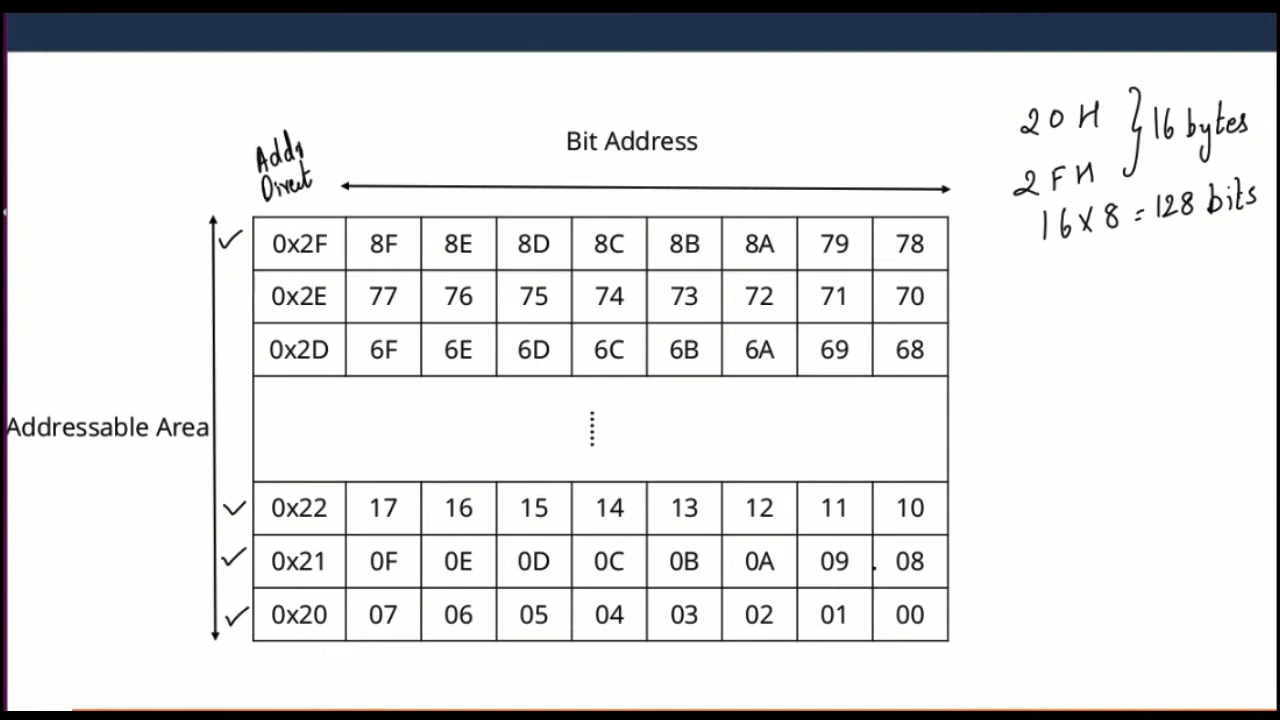 Bit Address
Addr
Direct
20H } 16 bytes
2FH
16 X 8 = 128 bits
0x2F 8F 8E 8D 8C 8B 8A 79 78
0x2E 77 76 75 74 73 72 71 70
0x2D 6F 6E 6D 6C 6B 6A 69 68
Addressable Area
0x22 17 16 15 14 13 12 11 10
0x21 0F 0E 0D 0C 0B 0A 09 08
0x20 07 06 05 04 03 02 01 00